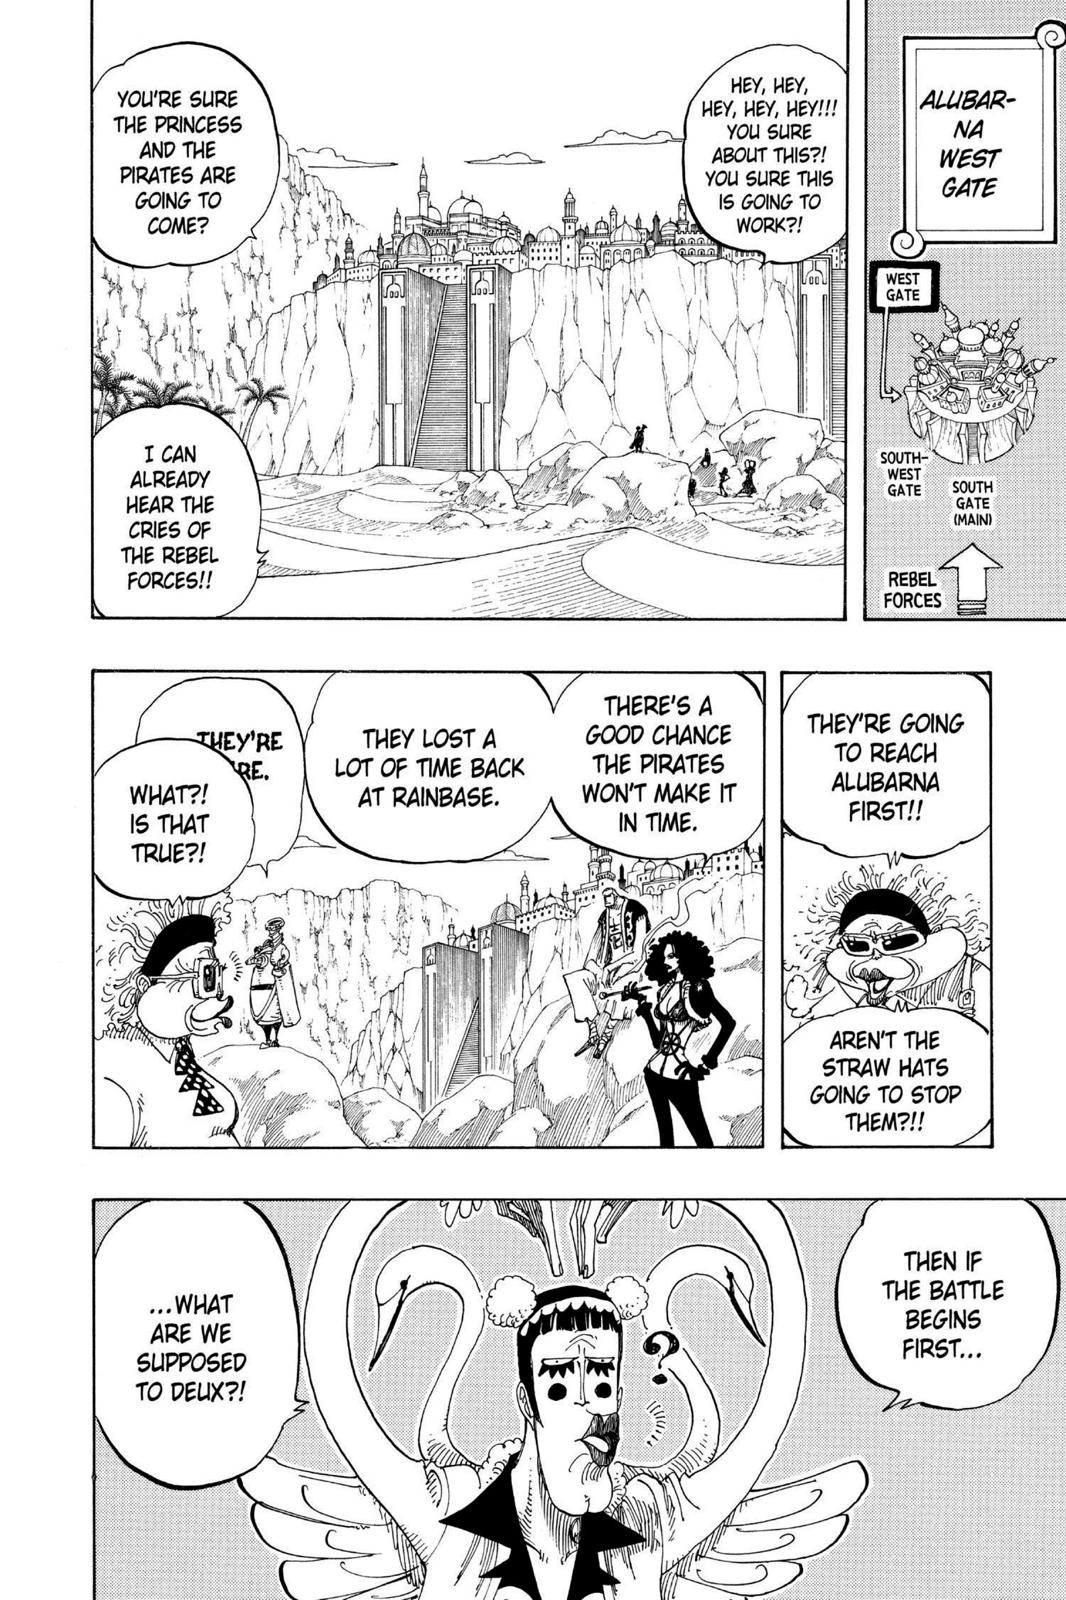 ALUBAR-
NA
WEST
GATE
WEST
GATE
SOUTH-
WEST
GATE
SOUTH
GATE
(MAIN)
REBEL
FORCES
HEY, HEY,
HEY, HEY, HEY!!!
YOU SURE
ABOUT THIS?!
YOU SURE THIS
IS GOING TO
WORK?!
YOU'RE SURE
THE PRINCESS
AND THE
PIRATES ARE
GOING TO
COME?
I CAN
ALREADY
HEAR THE
CRIES OF
THE REBEL
FORCES!!
THEY'RE GOING
TO REACH
ALUBARNA
FIRST!!
AREN'T THE
STRAW HATS
GOING TO STOP
THEM?!!
THERE'S A
GOOD CHANCE
THE PIRATES
WON'T MAKE IT
IN TIME.
THEY LOST A
LOT OF TIME BACK
AT RAINBASE.
THEY'RE
WHAT?!
IS THAT
TRUE?!
THEN IF
THE BATTLE
BEGINS
FIRST...
...WHAT
ARE WE
SUPPOSED
TO DEUX?!
?